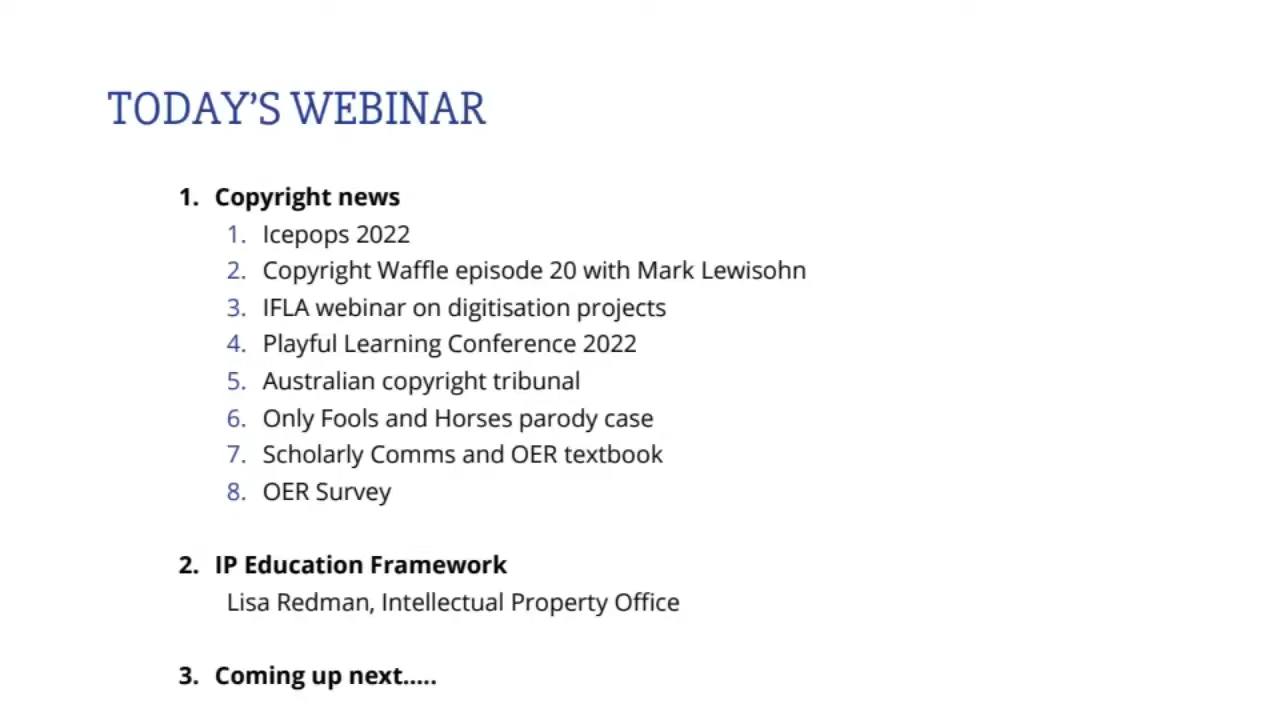 TODAY'S WEBINAR
1. Copyright news
1. Icepops 2022
2. Copyright Waffle episode 20 with Mark Lewisohn
3. IFLA webinar on digitisation projects
4. Playful Learning Conference 2022
5. Australian copyright tribunal
6. Only Fools and Horses parody case
7. Scholarly Comms and OER textbook
8. OER Survey
2. IP Education Framework
Lisa Redman, Intellectual Property Office
3. Coming up next.....